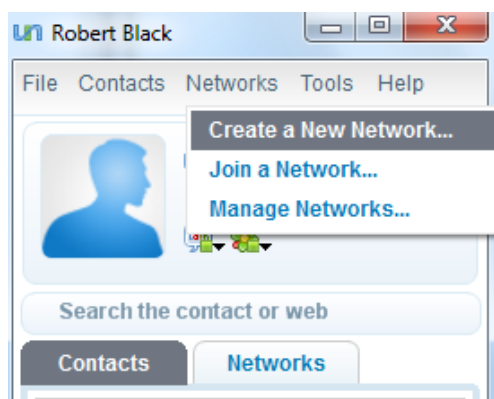 un Robert Black
File Contacts Networks Tools Help
Create a New Network...
Join a Network...
Manage Networks...
Search the contact or web
Contacts Networks